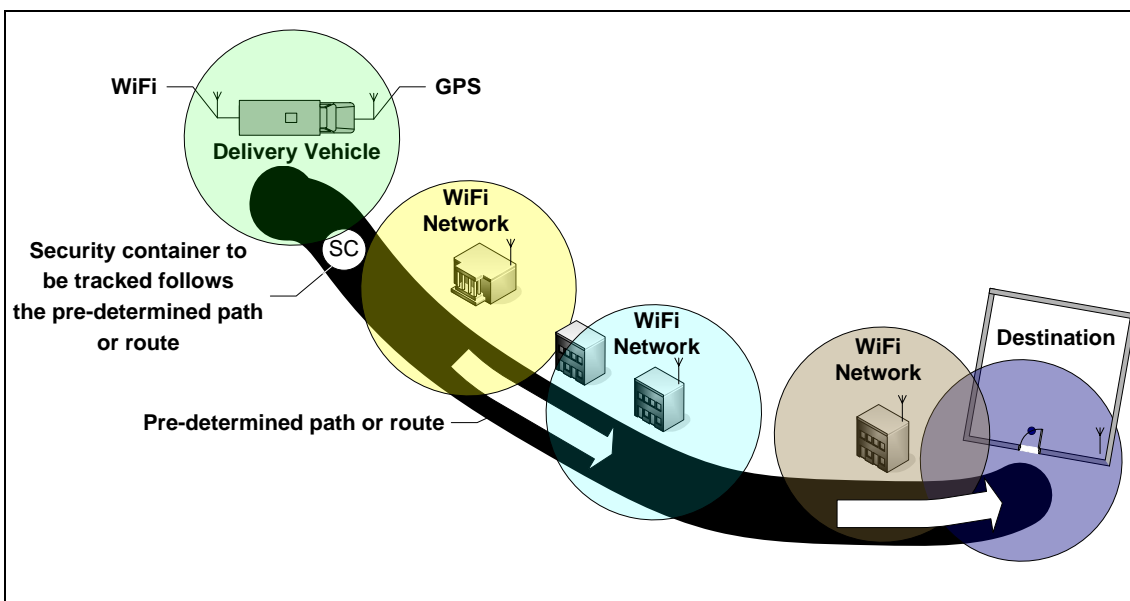 WiFi
GPS
Delivery Vehicle
WiFi
Network
SC
Security container to
be tracked follows
the pre-determined path
or route
WiFi
Network
WiFi
Network
Destination
Pre-determined path or route